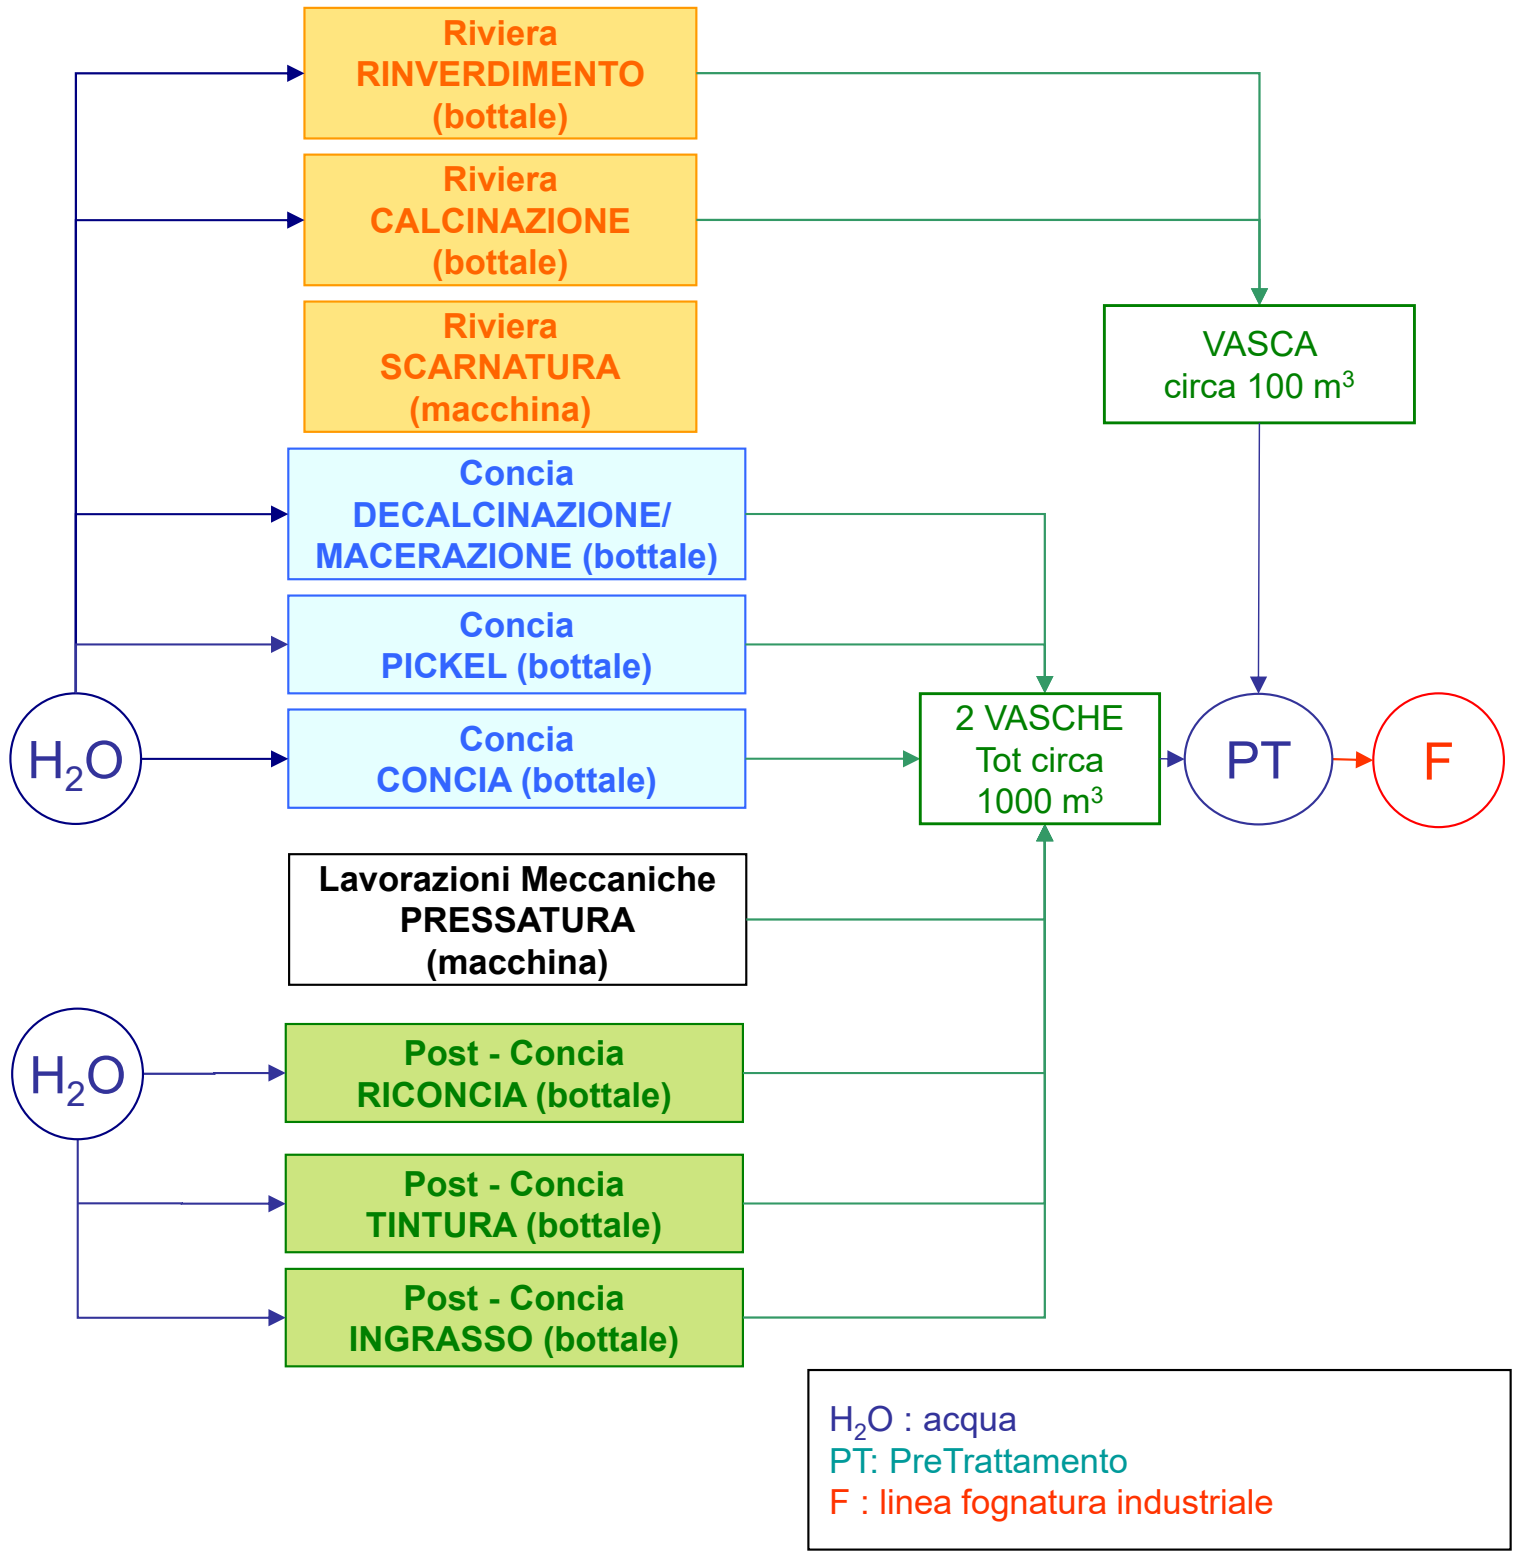 Riviera
RINVERDIMENTO
(bottale)
Riviera
CALCINAZIONE
(bottale)
Riviera
SCARNATURA
(macchina)
VASCA
circa 100 m³
Concia
DECALCINAZIONE/
MACERAZIONE (bottale)
Concia
PICKEL (bottale)
H₂O
Concia
CONCIA (bottale)
2 VASCHE
Tot circa
1000 m³
PT
F
Lavorazioni Meccaniche
PRESSATURA
(macchina)
H₂O
Post - Concia
RICONCIA (bottale)
Post - Concia
TINTURA (bottale)
Post - Concia
INGRASSO (bottale)
H₂O : acqua
PT: PreTrattamento
F : linea fognatura industriale